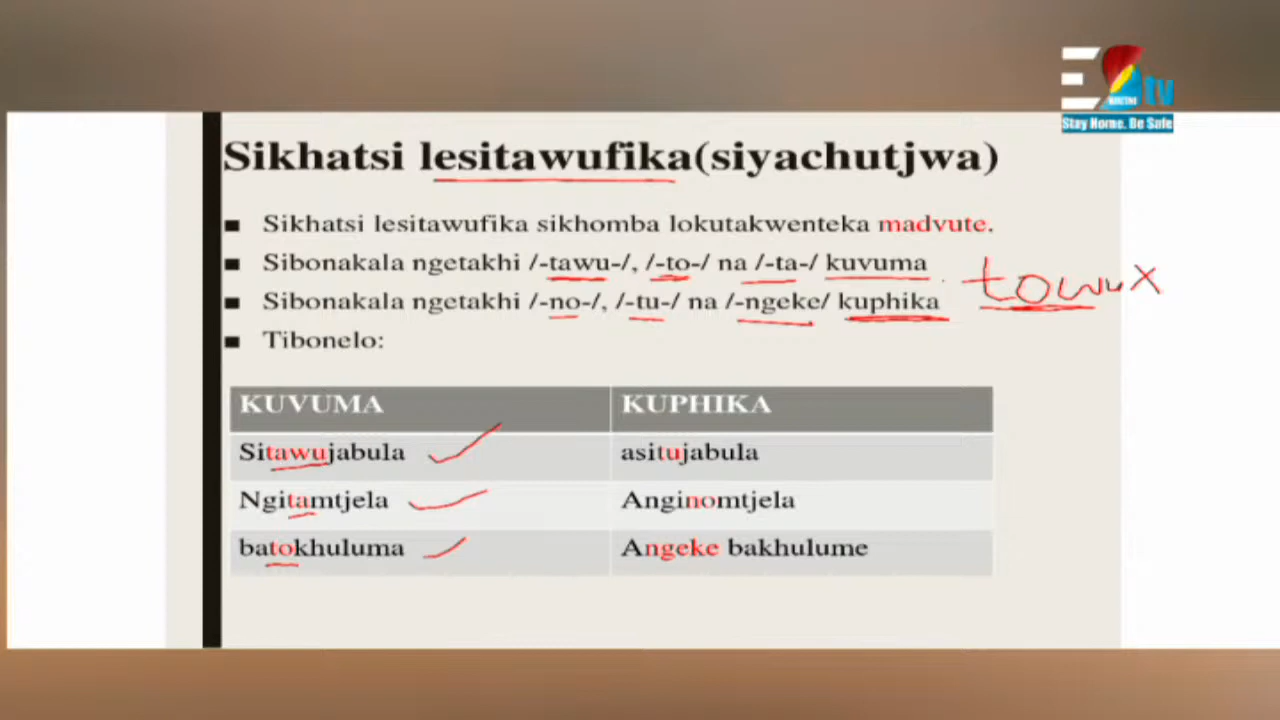 E tv
Stay Home. Be Safe
Sikhatsi lesitawufika(siyachutjwa)
Sikhatsi lesitawufika sikhomba lokutakwenteka madvute.
Sibonakala ngetakhi /-tawu-/, /-to-/ na /-ta-/ kuvuma
towu X
Sibonakala ngetakhi /-no-/, /-tu-/ na /-ngeke/ kuphika
Tibonelo:
KUVUMA KUPHIKA
Sitawujabula asitujabula
Ngitamtjela Anginomtjela
batokhuluma Angeke bakhulume